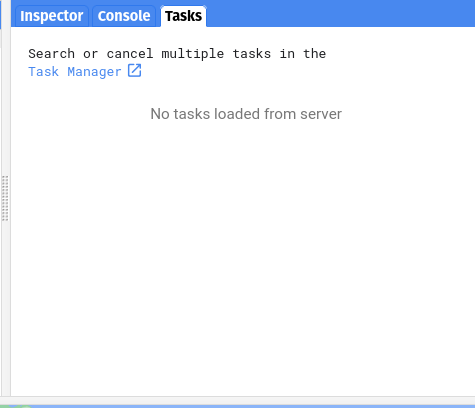 Inspector Console Tasks
Search or cancel multiple tasks in the
Task Manager
No tasks loaded from server